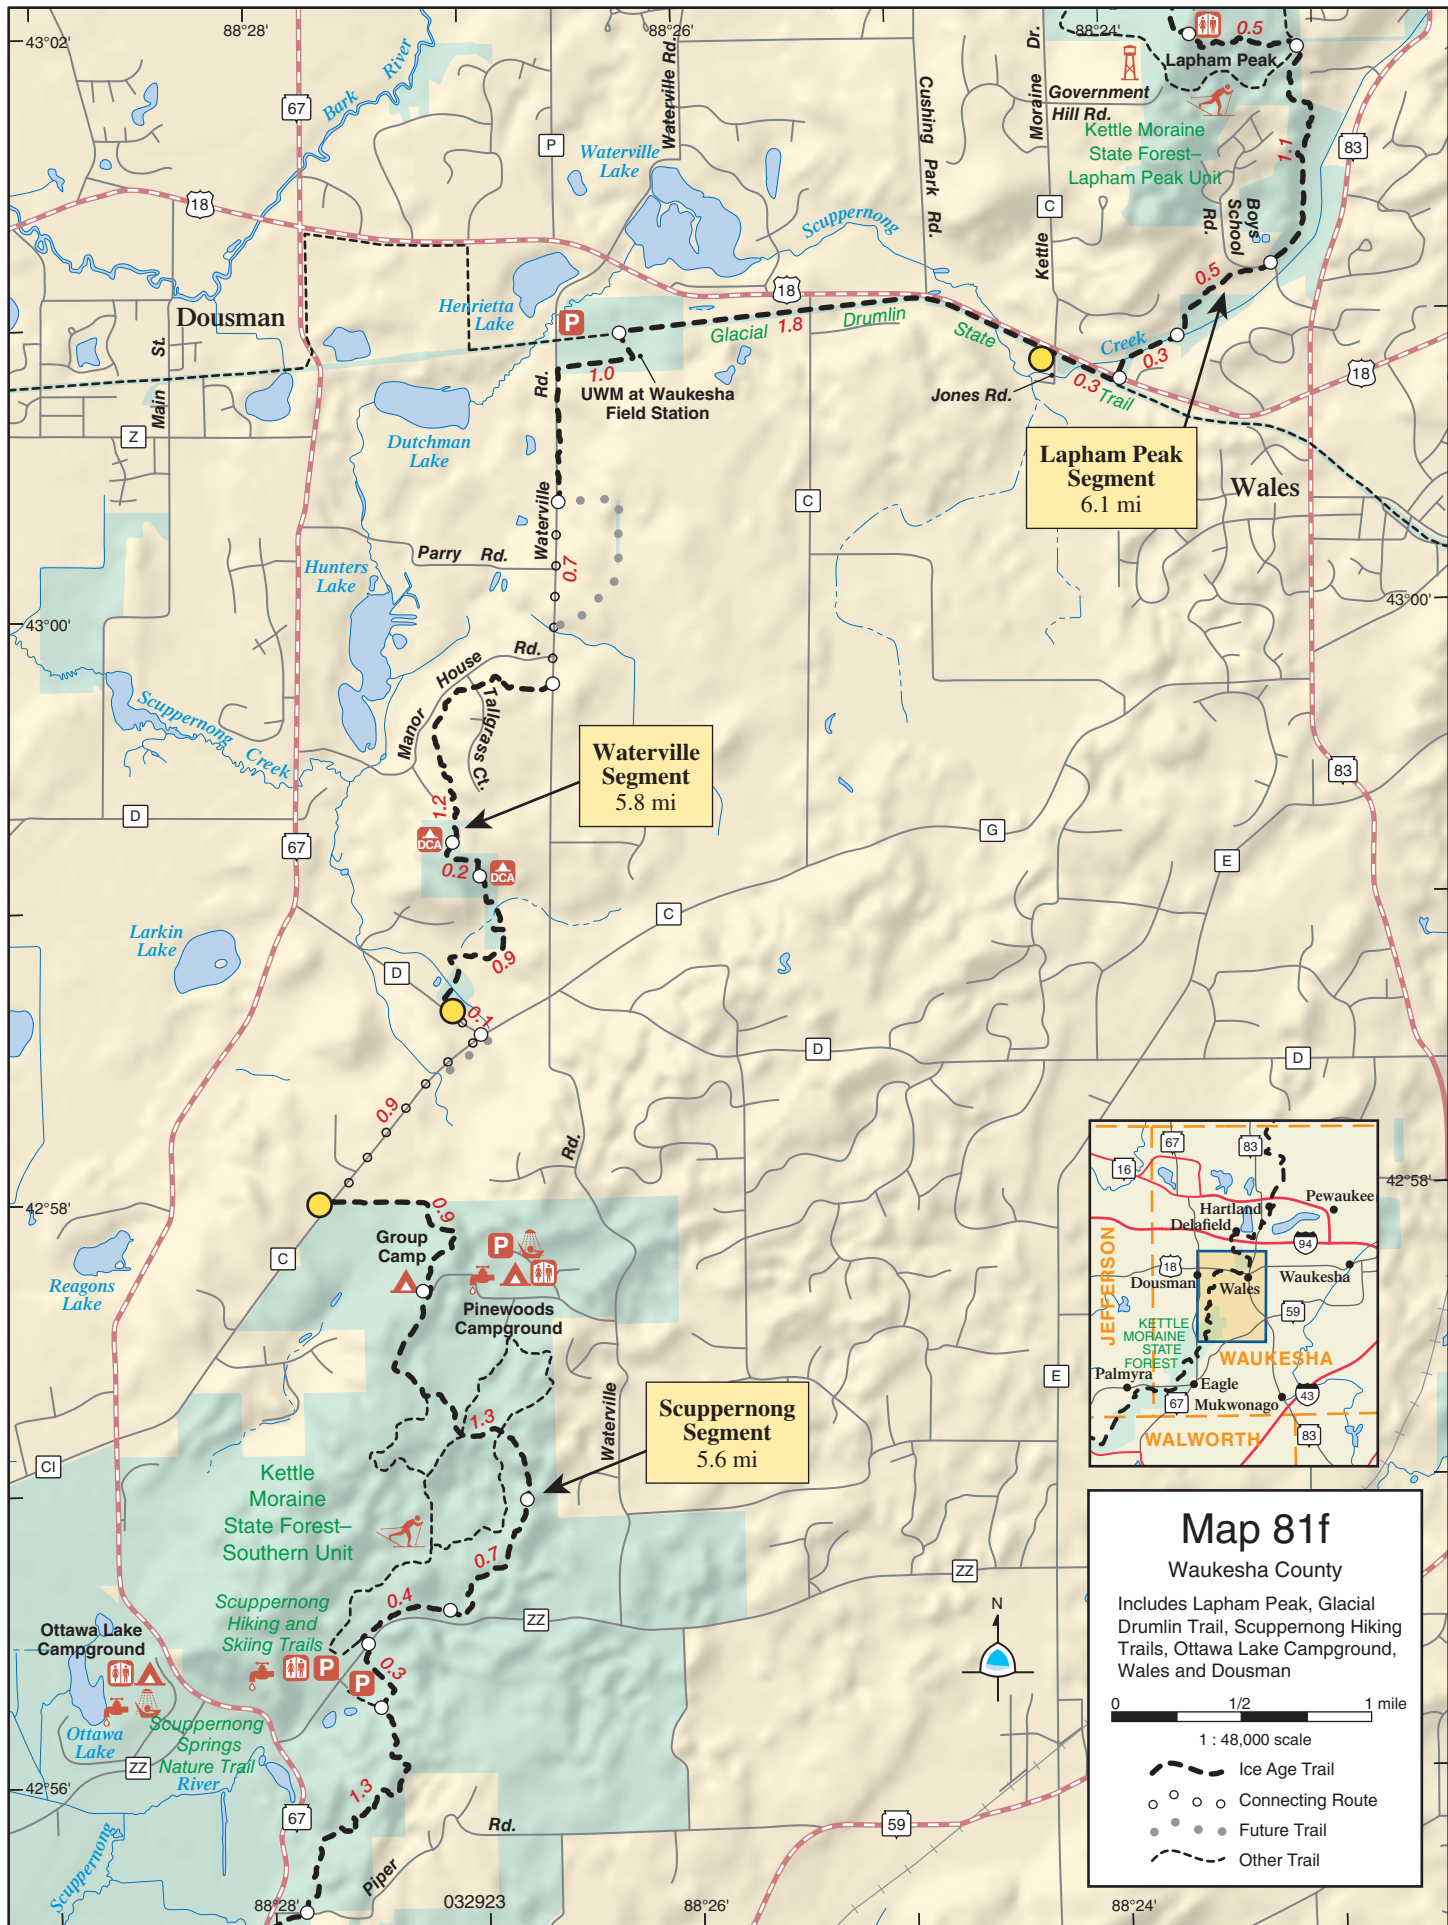 43°02'
88°28'
88°26'
88°24'
Bark
River
67
P
Waterville Rd.
Waterville
Lake
Cushing Park Rd.
Kettle Moraine Dr.
0.5
Lapham Peak
Government
Hill Rd.
Kettle Moraine
State Forest–
Lapham Peak Unit
1.1
83
Boys
School
Rd.
C
18
Scuppernong
Creek
Henrietta
Lake
18
Dousman
P
Glacial
1.8
Drumlin
State
Trail
0.5
0.3
0.3
Jones Rd.
18
1.0
UWM at Waukesha
Field Station
Main St.
Z
Dutchman
Lake
Rd.
Waterville
Lapham Peak
Segment
6.1 mi
Wales
C
Parry Rd.
0.7
Hunters
Lake
43°00'
43°00'
Manor House Rd.
Tallgrass Ct.
Scuppernong
Creek
Waterville
Segment
5.8 mi
1.2
DCA
0.2
DCA
D
67
G
83
E
C
Larkin
Lake
D
0.9
0.1
D
D
0.9
Rd.
42°58'
42°58'
0.9
Group
Camp
P
C
Reagons
Lake
Pinewoods
Campground
Waterville
E
1.3
Scuppernong
Segment
5.6 mi
CI
Kettle
Moraine
State Forest–
Southern Unit
0.7
ZZ
0.4
ZZ
Scuppernong
Hiking and
Skiing Trails
P
P
0.3
Ottawa Lake
Campground
Ottawa
Lake
Scuppernong
Springs
Nature Trail
ZZ
River
Scuppernong
42°56'
67
1.3
Piper
Rd.
59
88°28'
032923
88°26'
88°24'
67
83
16
Pewaukee
Hartland
Delafield
94
18
Dousman
Wales
Waukesha
59
JEFFERSON
KETTLE
MORAINE
STATE
FOREST
WAUKESHA
Palmyra
Eagle
43
67
Mukwonago
WALWORTH
83
Map 81f
Waukesha County
Includes Lapham Peak, Glacial
Drumlin Trail, Scuppernong Hiking
Trails, Ottawa Lake Campground,
Wales and Dousman
0
1/2
1 mile
1 : 48,000 scale
Ice Age Trail
Connecting Route
Future Trail
Other Trail
N